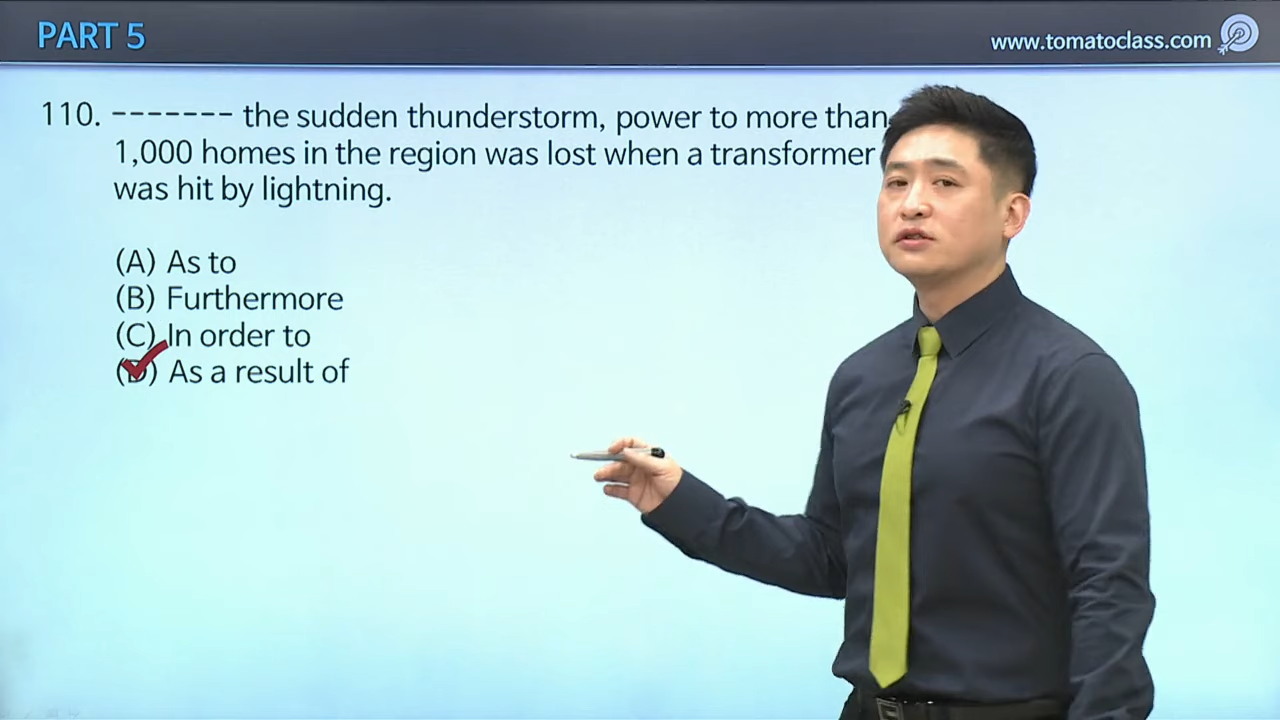 PART 5
www.tomatoclass.com
110. ------- the sudden thunderstorm, power to more than
1,000 homes in the region was lost when a transformer
was hit by lightning.
(A) As to
(B) Furthermore
(C) In order to
(D) As a result of